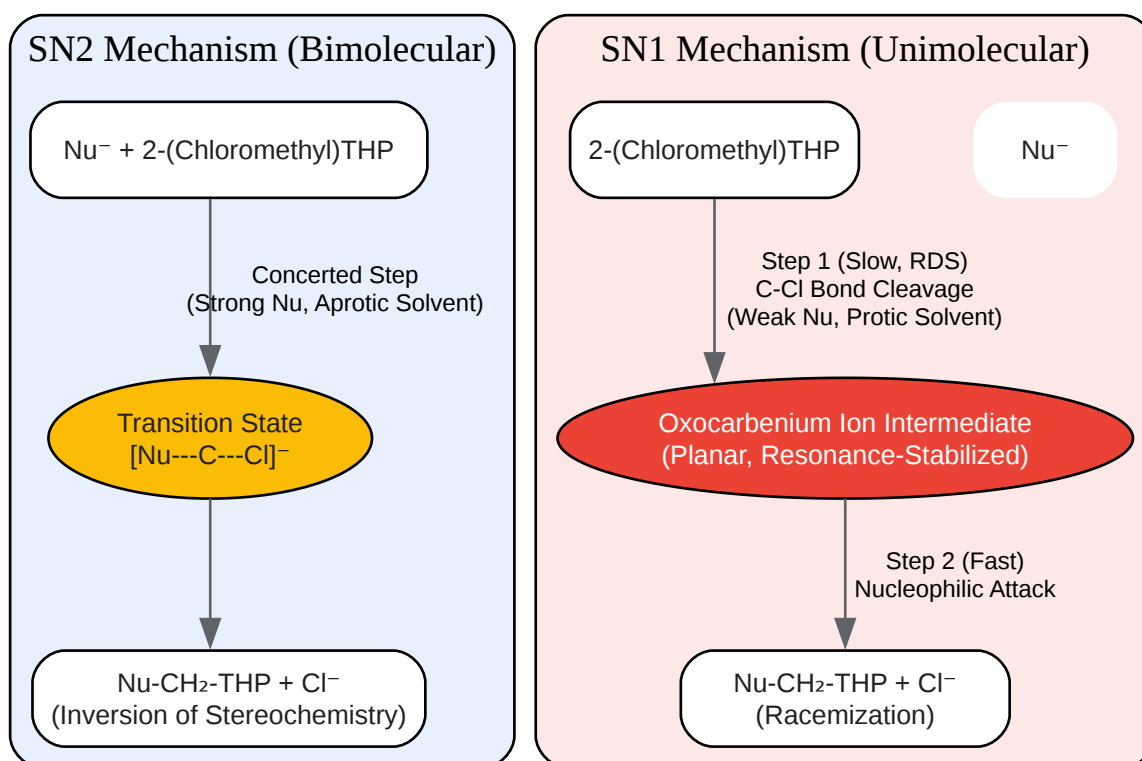 SN2 Mechanism (Bimolecular)
Nu⁻ + 2-(Chloromethyl)THP
Concerted Step
(Strong Nu, Aprotic Solvent)
Transition State
[Nu---C---Cl]⁻
Nu-CH₂-THP + Cl⁻
(Inversion of Stereochemistry)
SN1 Mechanism (Unimolecular)
2-(Chloromethyl)THP
Nu⁻
Step 1 (Slow, RDS)
C-Cl Bond Cleavage
(Weak Nu, Protic Solvent)
Oxocarbenium Ion Intermediate
(Planar, Resonance-Stabilized)
Step 2 (Fast)
Nucleophilic Attack
Nu-CH₂-THP + Cl⁻
(Racemization)